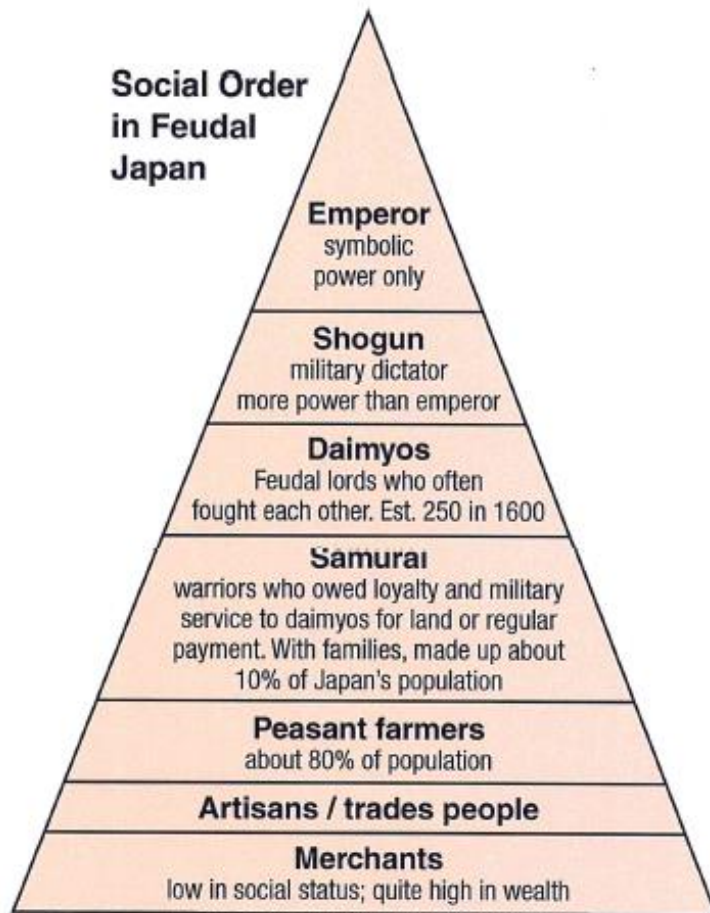 Social Order
in Feudal
Japan
Emperor
symbolic
power only
Shogun
military dictator
more power than emperor
Daimyos
Feudal lords who often
fought each other. Est. 250 in 1600
Samurai
warriors who owed loyalty and military
service to daimyos for land or regular
payment. With families, made up about
10% of Japan's population
Peasant farmers
about 80% of population
Artisans / trades people
Merchants
low in social status; quite high in wealth